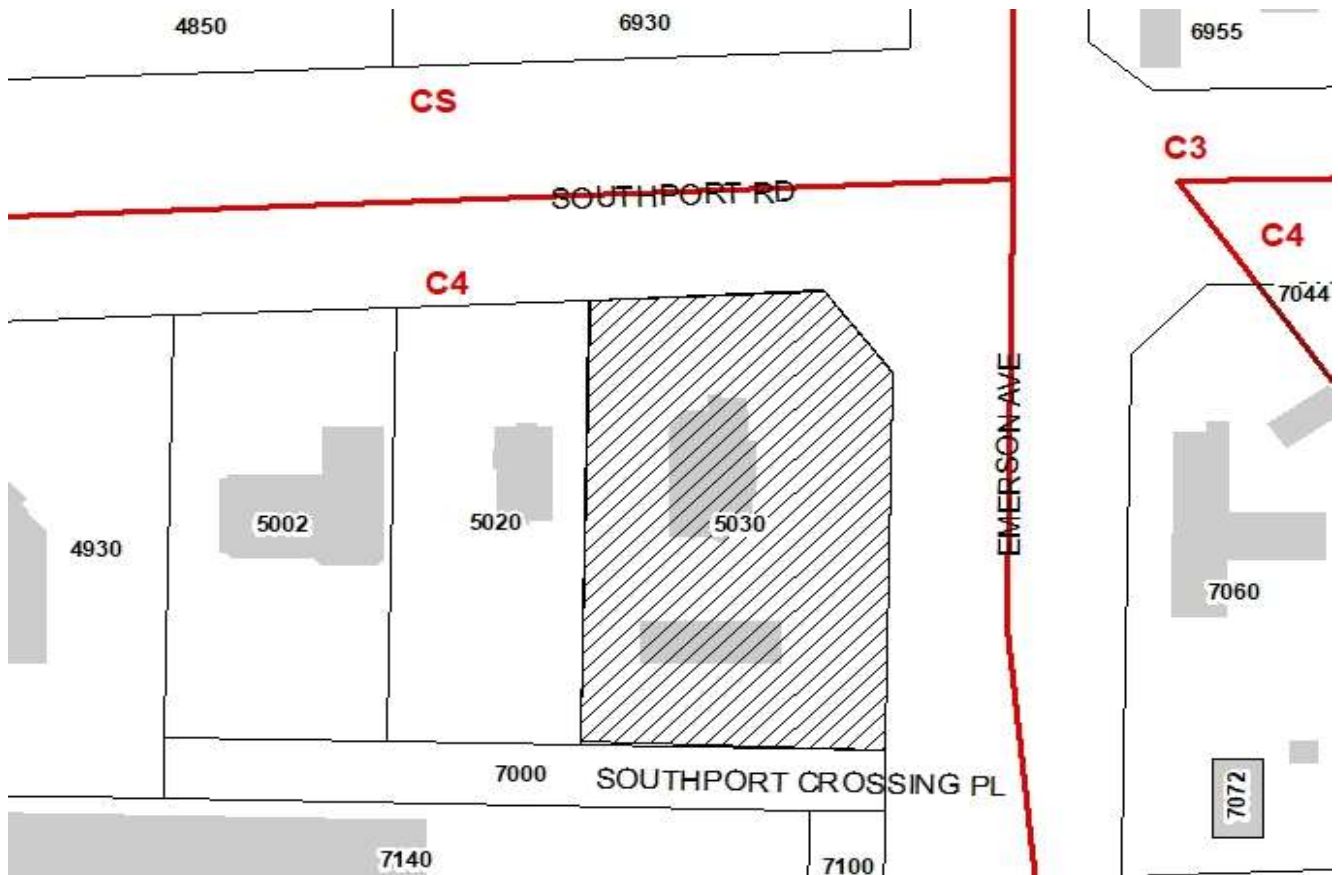 4850
6930
6955
CS
C3
SOUTHPORT RD
C4
C4
7044
EMERSON AVE
4930
5002
5020
5030
7060
7000
SOUTHPORT CROSSING PL
7072
7140
7100